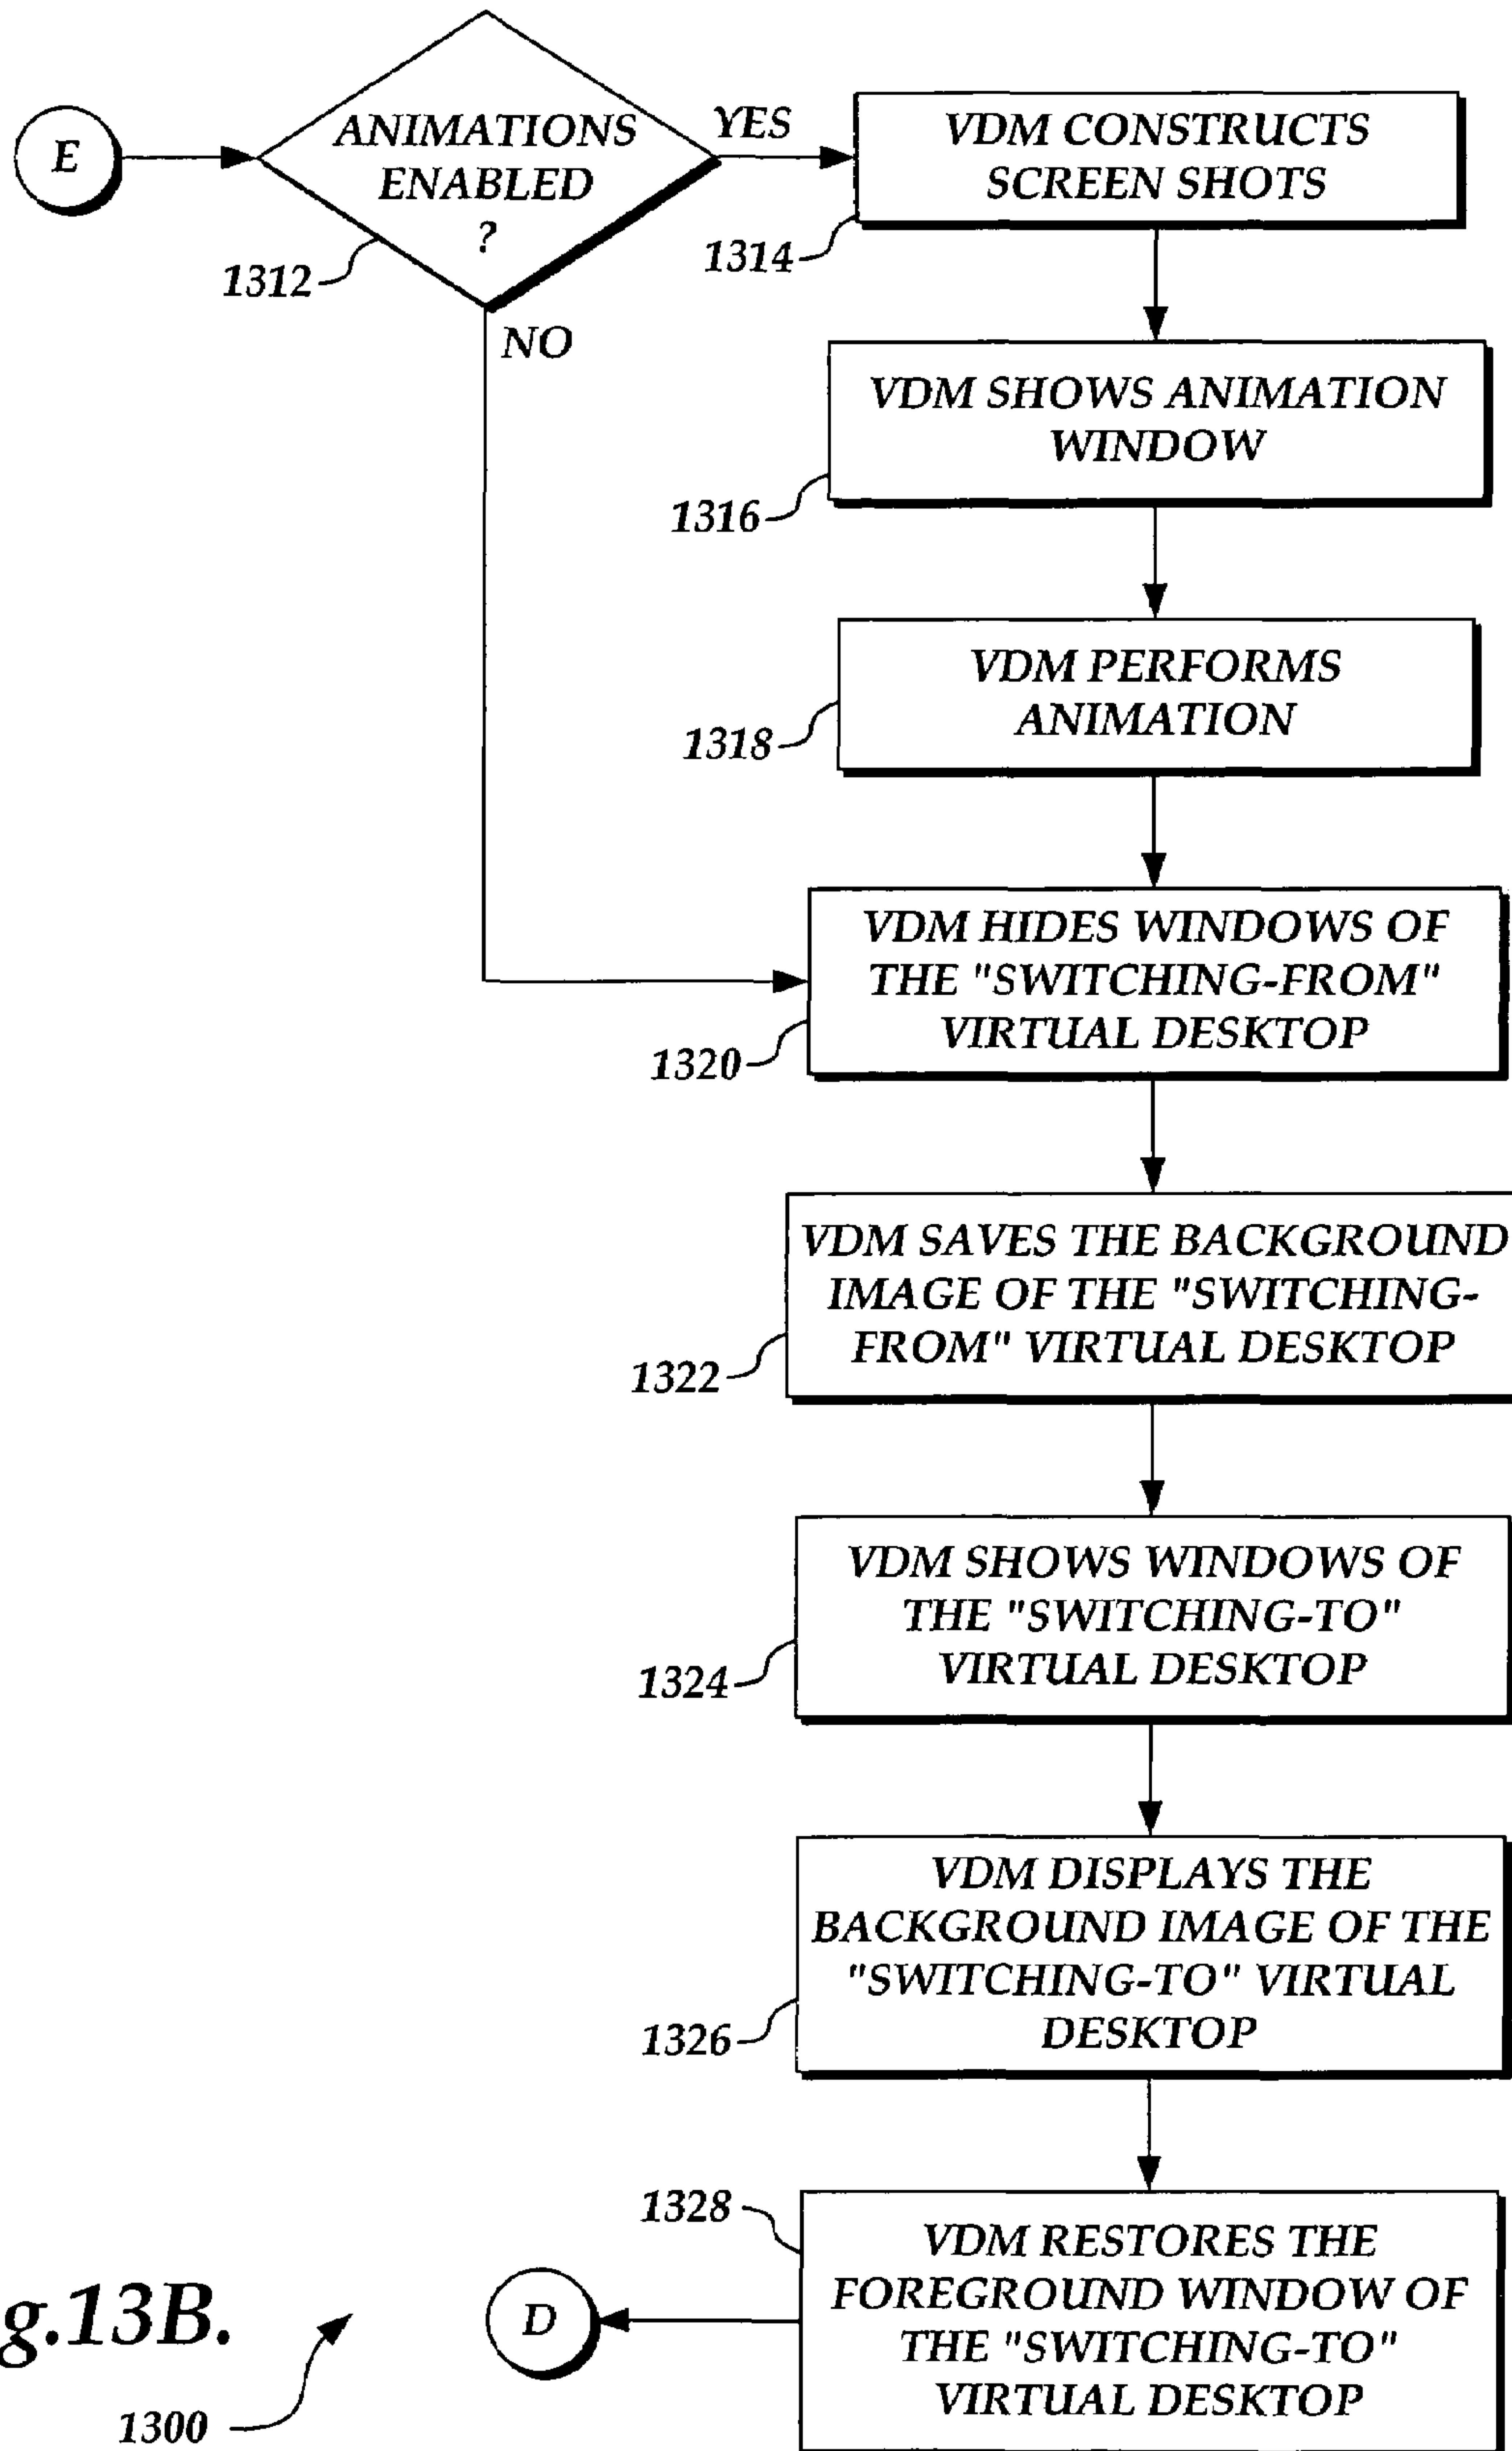 E
ANIMATIONS
ENABLED
?
YES
1312
NO
VDM CONSTRUCTS
SCREEN SHOTS
1314
VDM SHOWS ANIMATION
WINDOW
1316
VDM PERFORMS
ANIMATION
1318
VDM HIDES WINDOWS OF
THE "SWITCHING-FROM"
VIRTUAL DESKTOP
1320
VDM SAVES THE BACKGROUND
IMAGE OF THE "SWITCHING-
FROM" VIRTUAL DESKTOP
1322
VDM SHOWS WINDOWS OF
THE "SWITCHING-TO"
VIRTUAL DESKTOP
1324
VDM DISPLAYS THE
BACKGROUND IMAGE OF THE
"SWITCHING-TO" VIRTUAL
DESKTOP
1326
1328
VDM RESTORES THE
FOREGROUND WINDOW OF
THE "SWITCHING-TO"
VIRTUAL DESKTOP
D
g.13B.
1300